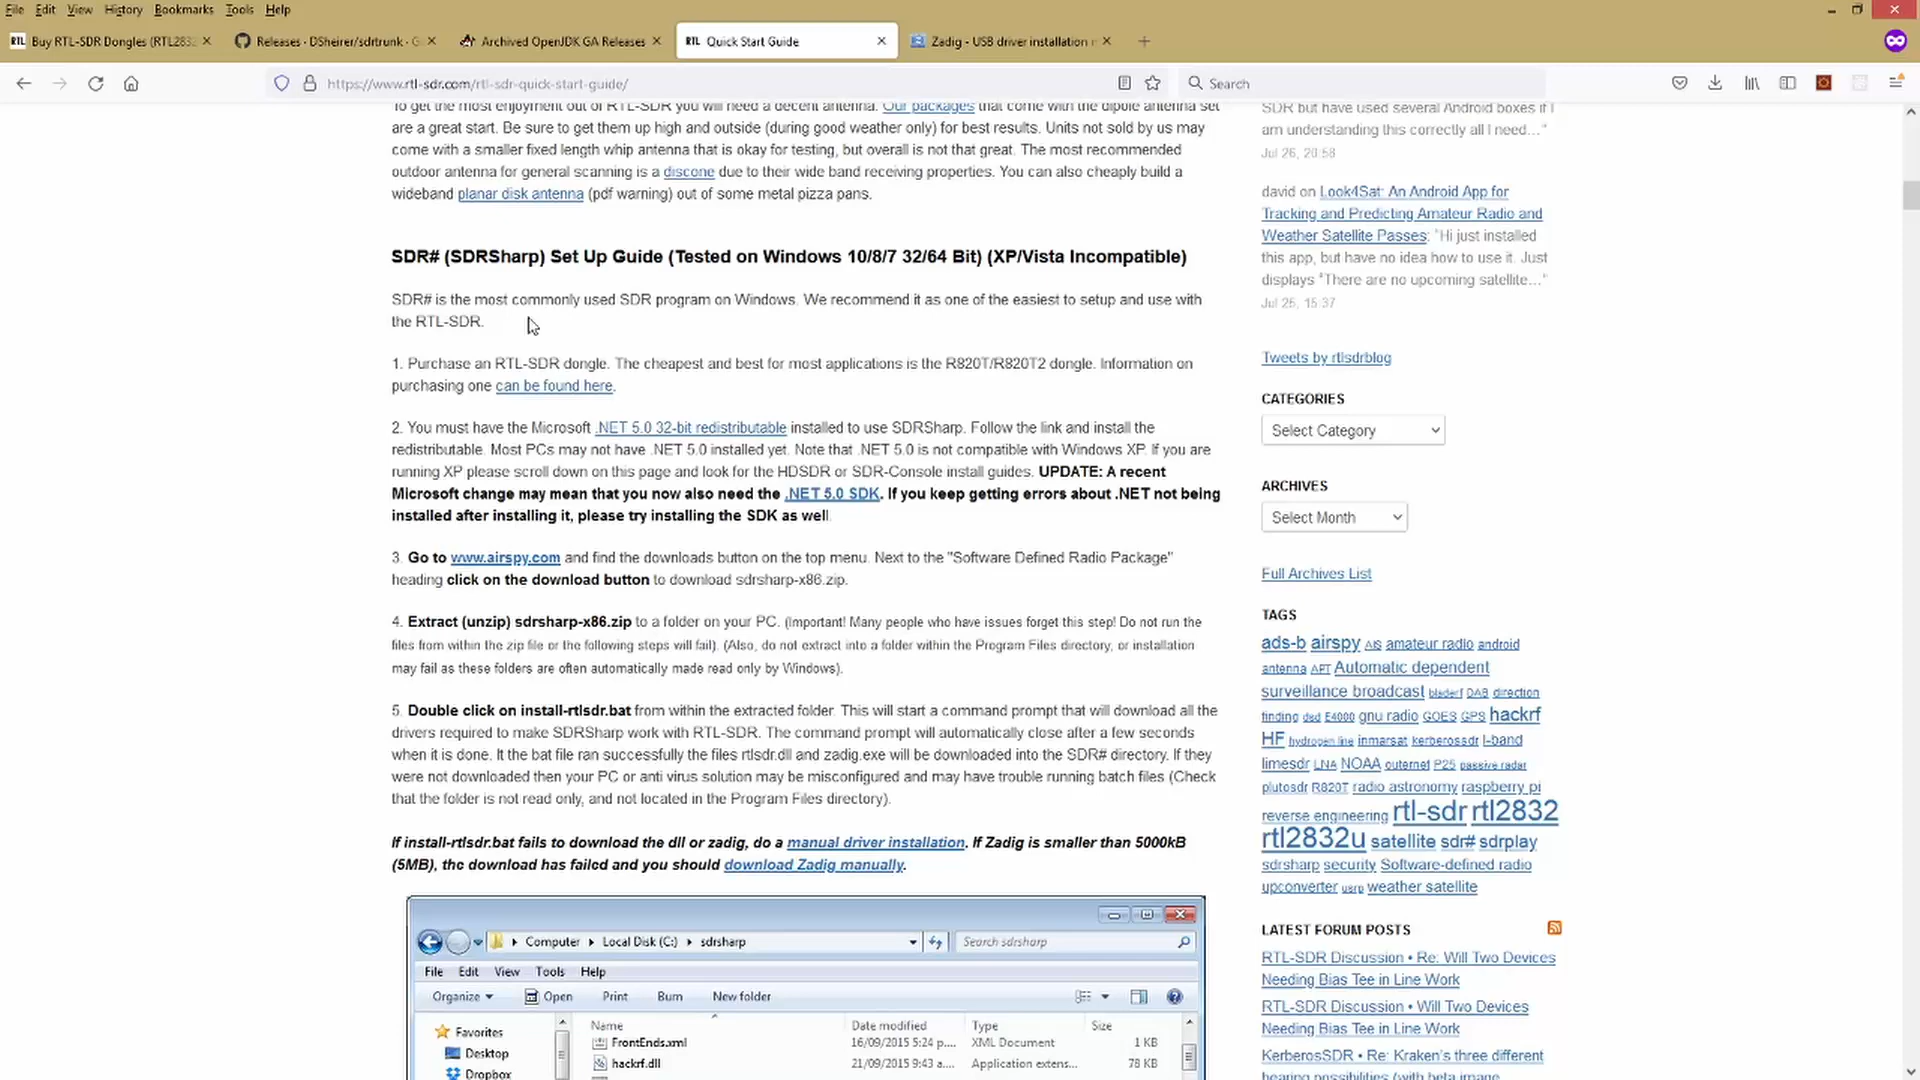 File Edit View History Bookmarks Tools Help
RTL Buy RTL-SDR Dongles (RTL283
Releases · DSheirer/sdrtrunk · G
Archived OpenJDK GA Releases
RTL Quick Start Guide
Zadig - USB driver installation
https://www.rtl-sdr.com/rtl-sdr-quick-start-guide/
Search
To get the most enjoyment out of RTL-SDR you will need a decent antenna. Our packages that come with the dipole antenna set
are a great start. Be sure to get them up high and outside (during good weather only) for best results. Units not sold by us may
come with a smaller fixed length whip antenna that is okay for testing, but overall is not that great. The most recommended
outdoor antenna for general scanning is a discone due to their wide band receiving properties. You can also cheaply build a
wideband planar disk antenna (pdf warning) out of some metal pizza pans.
SDR# (SDRSharp) Set Up Guide (Tested on Windows 10/8/7 32/64 Bit) (XP/Vista Incompatible)
SDR# is the most commonly used SDR program on Windows. We recommend it as one of the easiest to setup and use with
the RTL-SDR.
1. Purchase an RTL-SDR dongle. The cheapest and best for most applications is the R820T/R820T2 dongle. Information on
purchasing one can be found here.
2. You must have the Microsoft .NET 5.0 32-bit redistributable installed to use SDRSharp. Follow the link and install the
redistributable. Most PCs may not have .NET 5.0 installed yet. Note that .NET 5.0 is not compatible with Windows XP. If you are
running XP please scroll down on this page and look for the HDSDR or SDR-Console install guides. UPDATE: A recent
Microsoft change may mean that you now also need the .NET 5.0 SDK. If you keep getting errors about .NET not being
installed after installing it, please try installing the SDK as well.
3. Go to www.airspy.com and find the downloads button on the top menu. Next to the "Software Defined Radio Package"
heading click on the download button to download sdrsharp-x86.zip.
4. Extract (unzip) sdrsharp-x86.zip to a folder on your PC. (Important! Many people who have issues forget this step! Do not run the
files from within the zip file or the following steps will fail). (Also, do not extract into a folder within the Program Files directory, or installation
may fail as these folders are often automatically made read only by Windows).
5. Double click on install-rtlsdr.bat from within the extracted folder. This will start a command prompt that will download all the
drivers required to make SDRSharp work with RTL-SDR. The command prompt will automatically close after a few seconds
when it is done. It the bat file ran successfully the files rtlsdr.dll and zadig.exe will be downloaded into the SDR# directory. If they
were not downloaded then your PC or anti virus solution may be misconfigured and may have trouble running batch files (Check
that the folder is not read only, and not located in the Program Files directory).
If install-rtlsdr.bat fails to download the dll or zadig, do a manual driver installation. If Zadig is smaller than 5000kB
(5MB), the download has failed and you should download Zadig manually.
Computer Local Disk (C:) sdrsharp
Search sdrsharp
File Edit View Tools Help
Organize Open Print Burn New folder
Favorites
Desktop
Dropbox
Name Date modified Type Size
FrontEnds.xml 16/09/2015 5:24 p.... XML Document 1 KB
hackrf.dll 21/09/2015 9:43 a.... Application extens... 78 KB
SDR but have used several Android boxes if I
am understanding this correctly all I need…"
Jul 26, 20:58
david on Look4Sat: An Android App for
Tracking and Predicting Amateur Radio and
Weather Satellite Passes: "Hi just installed
this app, but have no idea how to use it. Just
displays "There are no upcoming satellite…"
Jul 25, 15:37
Tweets by rtlsdrblog
CATEGORIES
Select Category
ARCHIVES
Select Month
Full Archives List
TAGS
ads-b airspy AIS amateur radio android
antenna APT Automatic dependent
surveillance broadcast bladerf DAB direction
finding dsd E4000 gnu radio GOES GPS hackrf
HF hydrogen line inmarsat kerberossdr l-band
limesdr LNA NOAA outernet P25 passive radar
plutosdr R820T radio astronomy raspberry pi
reverse engineering rtl-sdr rtl2832
rtl2832u satellite sdr# sdrplay
sdrsharp security Software-defined radio
upconverter usrp weather satellite
LATEST FORUM POSTS
RTL-SDR Discussion • Re: Will Two Devices
Needing Bias Tee in Line Work
RTL-SDR Discussion • Will Two Devices
Needing Bias Tee in Line Work
KerberosSDR • Re: Kraken's three different
bearing possibilities (with beta image